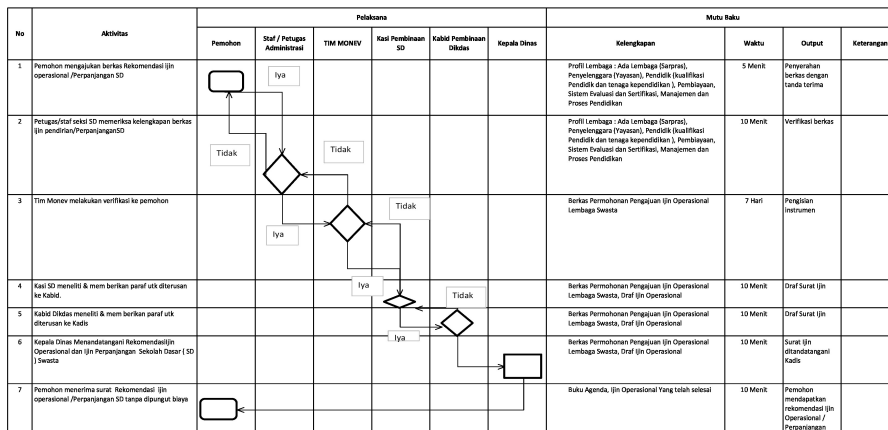 Pelaksana
Mutu Baku
No
Aktivitas
Pemohon
Staf / Petugas
Administrasi
TIM MONEV
Kasi Pembinaan
SD
Kabid Pembinaan
Dikdas
Kepala Dinas
Kelengkapan
Waktu
Output
Keterangan
1
Pemohon mengajukan berkas Rekomendasi ijin
operasional /Perpanjangan SD
Iya
Profil Lembaga : Ada Lembaga (Sarpras),
Penyelenggara (Yayasan), Pendidik (kualifikasi
Pendidik dan tenaga kependidikan ), Pembiayaan,
Sistem Evaluasi dan Sertifikasi, Manajemen dan
Proses Pendidikan
5 Menit
Penyerahan
berkas dengan
tanda terima
2
Petugas/staf seksi SD memeriksa kelengkapan berkas
ijin pendirian/PerpanjanganSD
Tidak
Tidak
Profil Lembaga : Ada Lembaga (Sarpras),
Penyelenggara (Yayasan), Pendidik (kualifikasi
Pendidik dan tenaga kependidikan ), Pembiayaan,
Sistem Evaluasi dan Sertifikasi, Manajemen dan
Proses Pendidikan
10 Menit
Verifikasi berkas
3
Tim Monev melakukan verifikasi ke pemohon
Iya
Tidak
Berkas Permohonan Pengajuan Ijin Operasional
Lembaga Swasta
7 Hari
Pengisian
instrumen
4
Kasi SD meneliti & mem berikan paraf utk diterusan
ke Kabid.
Iya
Tidak
Berkas Permohonan Pengajuan Ijin Operasional
Lembaga Swasta, Draf Ijin Operasional
10 Menit
Draf Surat Ijin
5
Kabid Dikdas meneliti & mem berikan paraf utk
diterusan ke Kadis
Iya
Berkas Permohonan Pengajuan Ijin Operasional
Lembaga Swasta, Draf Ijin Operasional
10 Menit
Draf Surat Ijin
6
Kepala Dinas Menandatangani RekomendasiIjin
Operasional dan Ijin Perpanjangan Sekolah Dasar ( SD
) Swasta
Berkas Permohonan Pengajuan Ijin Operasional
Lembaga Swasta, Draf Ijin Operasional
10 Menit
Surat Ijin
ditandatangani
Kadis
7
Pemohon menerima surat Rekomendasi ijin
operasional /Perpanjangan SD tanpa dipungut biaya
Buku Agenda, Ijin Operasional Yang telah selesai
10 Menit
Pemohon
mendapatkan
rekomendasi Ijin
Operasional /
Perpanjangan